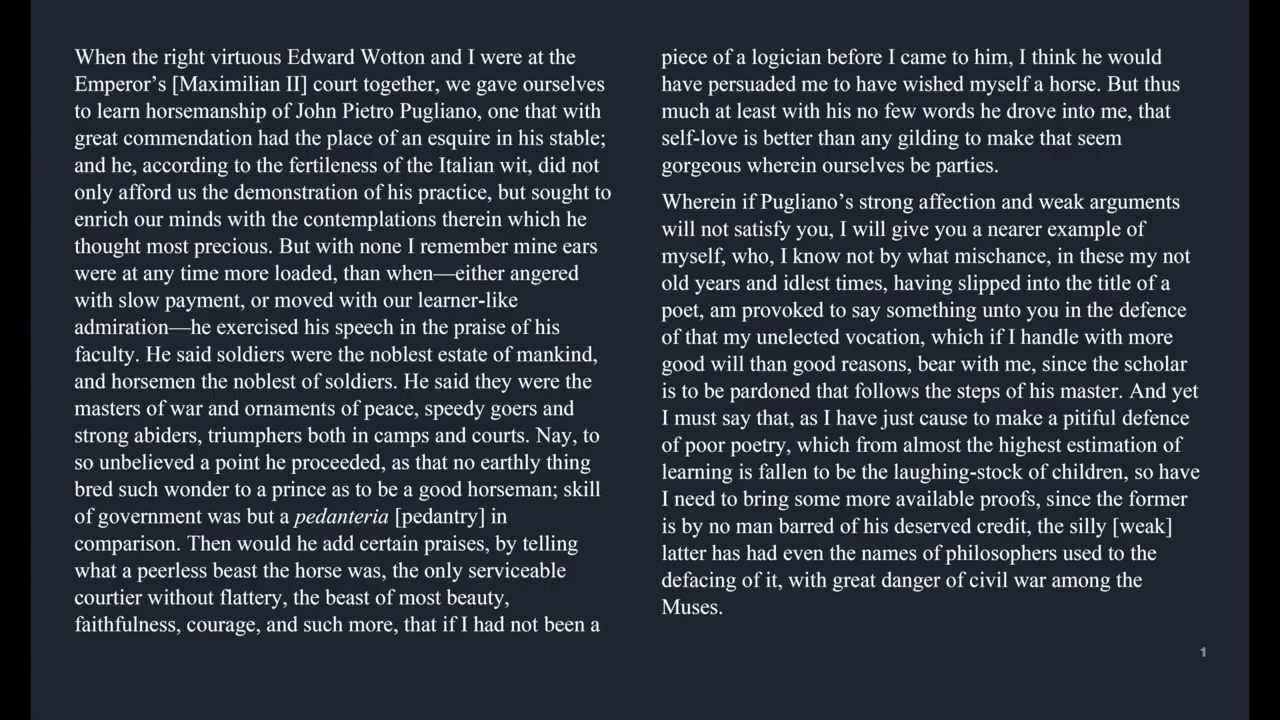 When the right virtuous Edward Wotton and I were at the
Emperor’s [Maximilian II] court together, we gave ourselves
to learn horsemanship of John Pietro Pugliano, one that with
great commendation had the place of an esquire in his stable;
and he, according to the fertileness of the Italian wit, did not
only afford us the demonstration of his practice, but sought to
enrich our minds with the contemplations therein which he
thought most precious. But with none I remember mine ears
were at any time more loaded, than when—either angered
with slow payment, or moved with our learner-like
admiration—he exercised his speech in the praise of his
faculty. He said soldiers were the noblest estate of mankind,
and horsemen the noblest of soldiers. He said they were the
masters of war and ornaments of peace, speedy goers and
strong abiders, triumphers both in camps and courts. Nay, to
so unbelieved a point he proceeded, as that no earthly thing
bred such wonder to a prince as to be a good horseman; skill
of government was but a pedanteria [pedantry] in
comparison. Then would he add certain praises, by telling
what a peerless beast the horse was, the only serviceable
courtier without flattery, the beast of most beauty,
faithfulness, courage, and such more, that if I had not been a
piece of a logician before I came to him, I think he would
have persuaded me to have wished myself a horse. But thus
much at least with his no few words he drove into me, that
self-love is better than any gilding to make that seem
gorgeous wherein ourselves be parties.
Wherein if Pugliano’s strong affection and weak arguments
will not satisfy you, I will give you a nearer example of
myself, who, I know not by what mischance, in these my not
old years and idlest times, having slipped into the title of a
poet, am provoked to say something unto you in the defence
of that my unelected vocation, which if I handle with more
good will than good reasons, bear with me, since the scholar
is to be pardoned that follows the steps of his master. And yet
I must say that, as I have just cause to make a pitiful defence
of poor poetry, which from almost the highest estimation of
learning is fallen to be the laughing-stock of children, so have
I need to bring some more available proofs, since the former
is by no man barred of his deserved credit, the silly [weak]
latter has had even the names of philosophers used to the
defacing of it, with great danger of civil war among the
Muses.
1